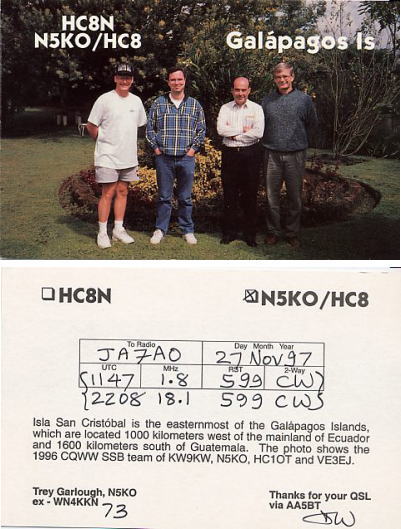 HC8N
N5KO/HC8
Galápagos Is
HC8N
N5KO/HC8
To Radio
Day Month Year
JA7AO
27 Nov 97
UTC MHz RST 2-Way
1147 1.8 599 CW
2208 18.1 599 CW
Isla San Cristóbal is the easternmost of the Galápagos Islands,
which are located 1000 kilometers west of the mainland of Ecuador
and 1600 kilometers south of Guatemala. The photo shows the
1996 CQWW SSB team of KW9KW, N5KO, HC1OT and VE3EJ.
Trey Garlough, N5KO
ex - WN4KKN
73
Thanks for your QSL
via AA5BT